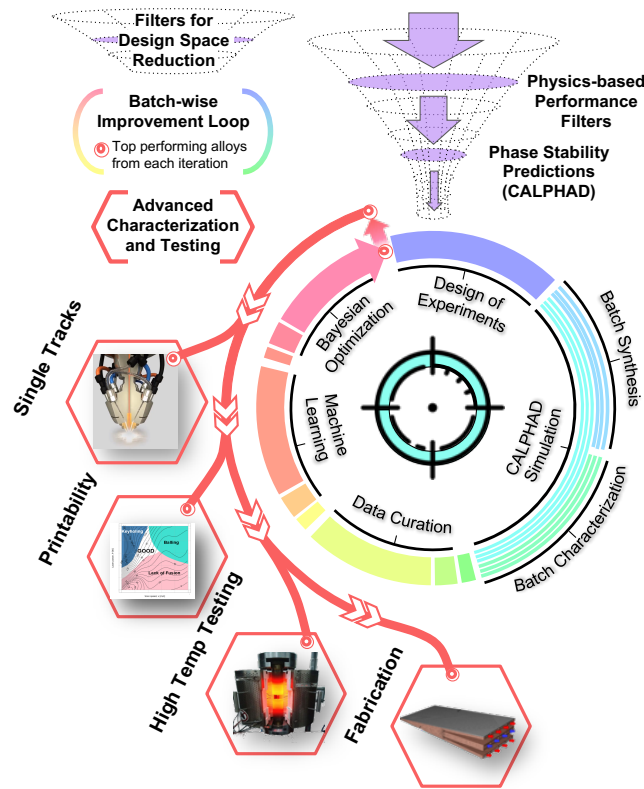 Filters for
Design Space
Reduction
Batch-wise
Improvement Loop
Top performing alloys
from each iteration
Advanced
Characterization
and Testing
Physics-based
Performance
Filters
Phase Stability
Predictions
(CALPHAD)
Design of
Experiments
Batch Synthesis
CALPHAD
Simulation
Batch Characterization
Data Curation
Machine
Learning
Bayesian
Optimization
Single Tracks
Printability
Keyholing
Balling
GOOD
Lack of Fusion
High Temp Testing
Fabrication